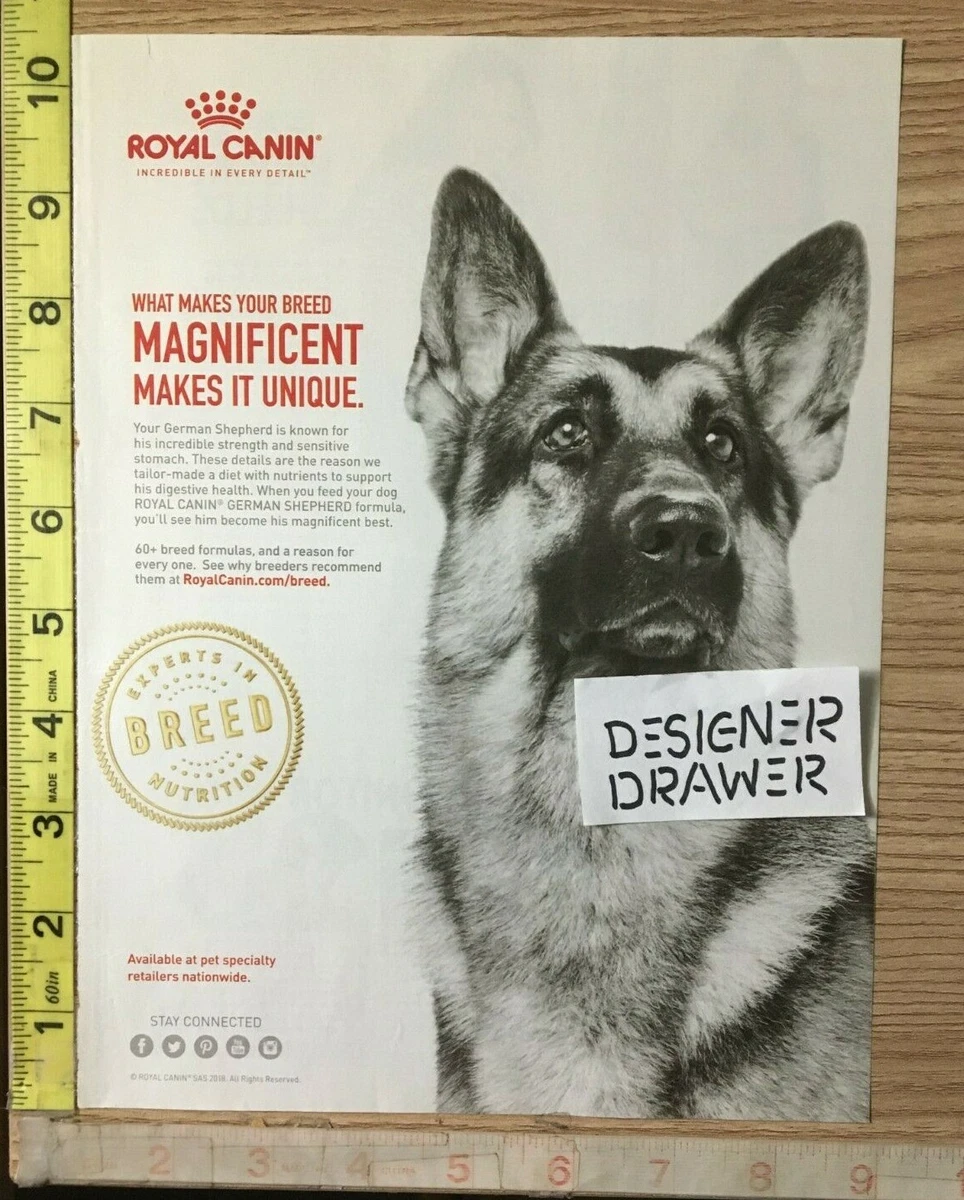 ROYAL CANIN®
INCREDIBLE IN EVERY DETAIL™
WHAT MAKES YOUR BREED
MAGNIFICENT
MAKES IT UNIQUE.
Your German Shepherd is known for
his incredible strength and sensitive
stomach. These details are the reason we
tailor-made a diet with nutrients to support
his digestive health. When you feed your dog
ROYAL CANIN® GERMAN SHEPHERD formula,
you'll see him become his magnificent best.
60+ breed formulas, and a reason for
every one. See why breeders recommend
them at RoyalCanin.com/breed.
EXPERTS IN
BREED
NUTRITION
DESIGNER
DRAWER
Available at pet specialty
retailers nationwide.
STAY CONNECTED
© ROYAL CANIN® SAS 2018. All Rights Reserved.
10
9
8
7
6
5
MADE IN CHINA
4
3
2
60in
1
2 3 4 5 6 7 8 9